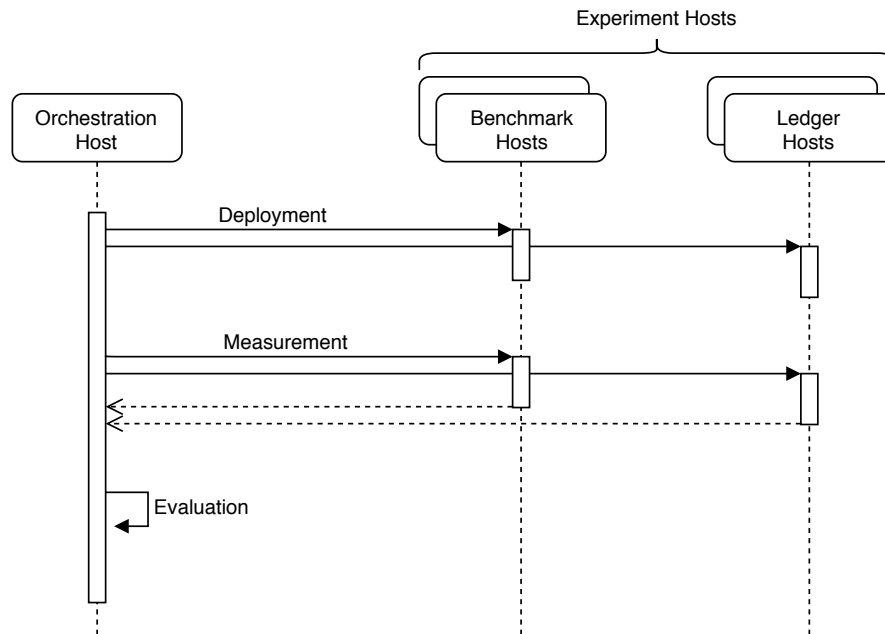 Experiment Hosts
Orchestration
Host
Benchmark
Hosts
Ledger
Hosts
Deployment
Measurement
Evaluation